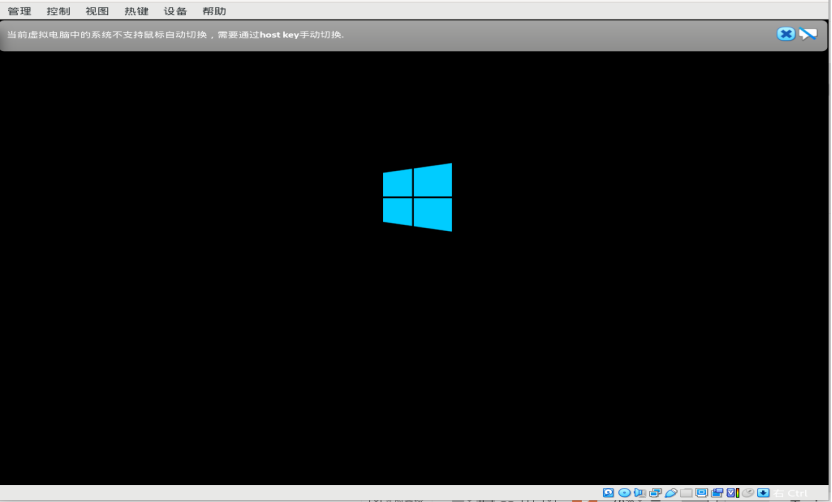 管理 控制 视图 热键 设备 帮助
当前虚拟电脑中的系统不支持鼠标自动切换，需要通过host key手动切换.
右 Ctrl